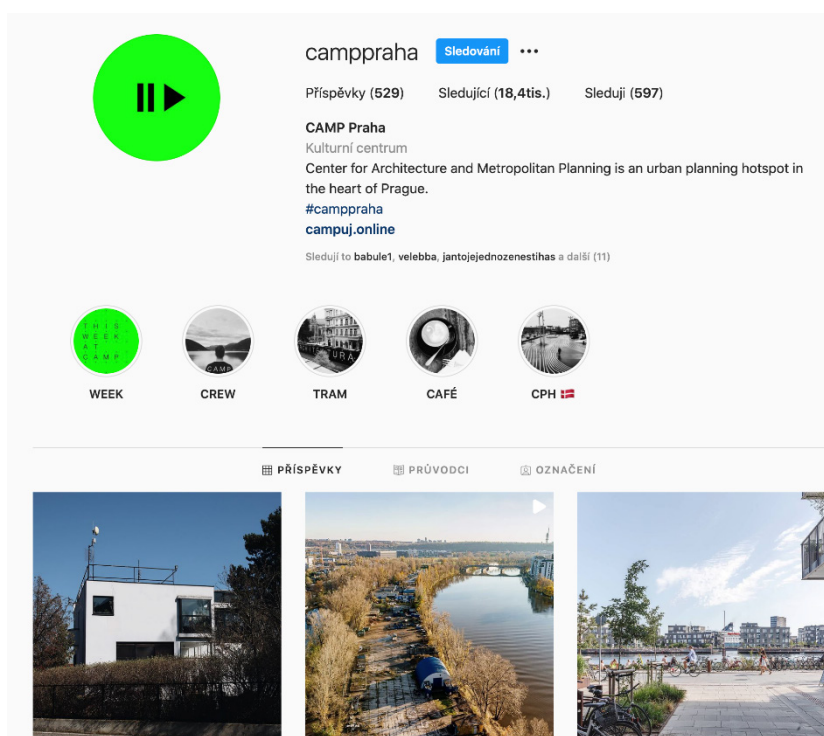 camppraha Sledování
Příspěvky (529) Sledující (18,4tis.) Sleduji (597)
CAMP Praha
Kulturní centrum
Center for Architecture and Metropolitan Planning is an urban planning hotspot in
the heart of Prague.
#camppraha
campuj.online
Sledují to babule1, velebba, jantojejednozenestihas a další (11)
THIS
WEEK
AT
CAMP
CAMP
TURA
WEEK CREW TRAM CAFÉ CPH
PŘÍSPĚVKY PRŮVODCI OZNAČENÍ